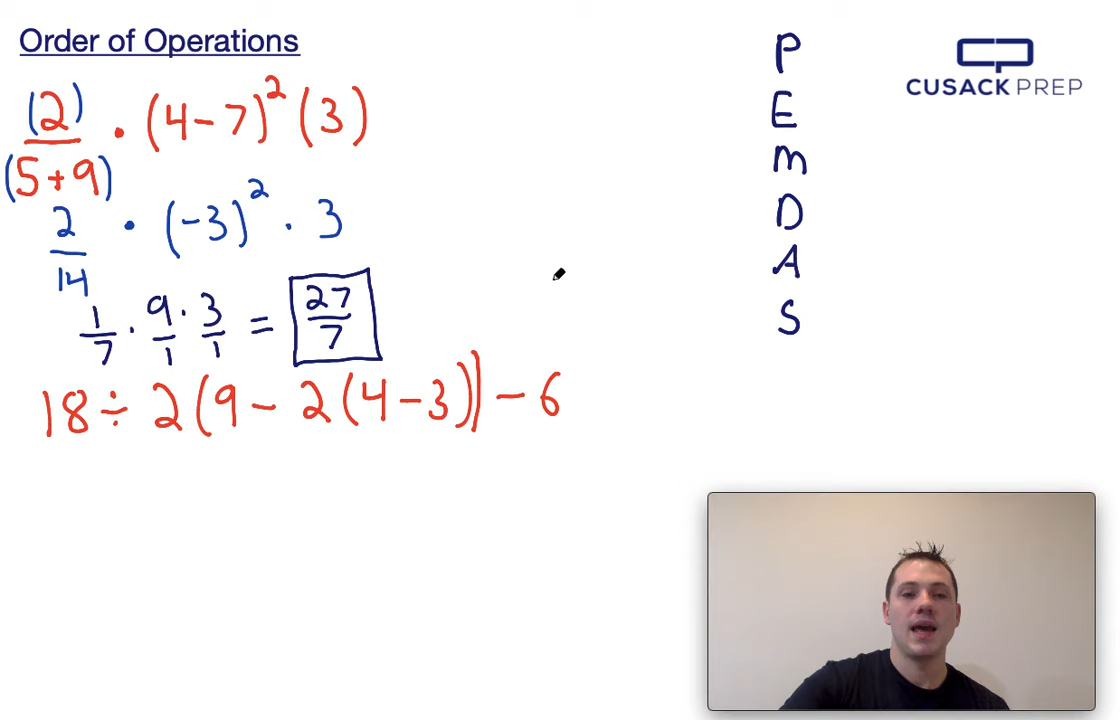 Order of Operations
(2)/(5+9) · (4-7)² (3)
2/14 · (-3)² · 3
1/7 · 9/1 · 3/1 = 27/7
18 ÷ 2(9 - 2(4-3)) - 6
P
E
M
D
A
S
CUSACK PREP